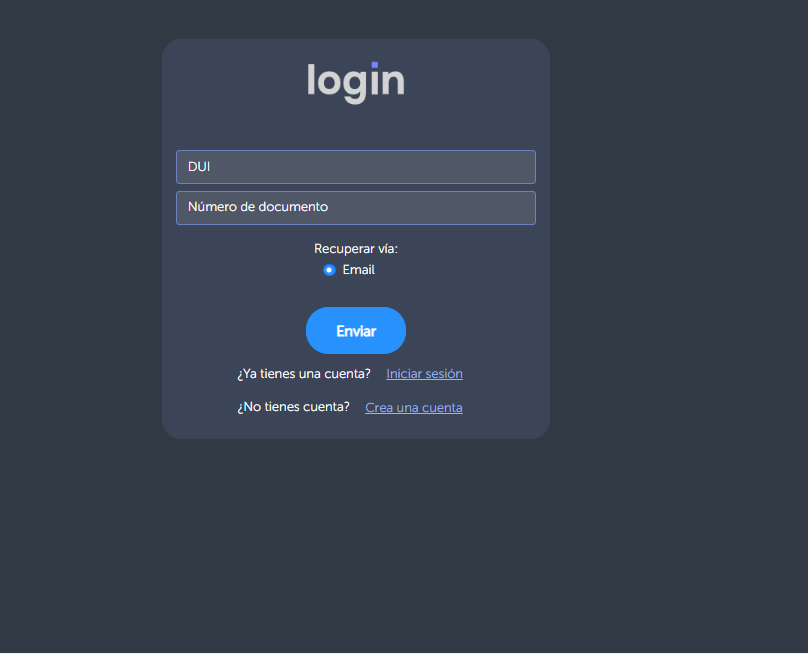 login
DUI
Número de documento
Recuperar vía:
Email
Enviar
¿Ya tienes una cuenta? Iniciar sesión
¿No tienes cuenta? Crea una cuenta